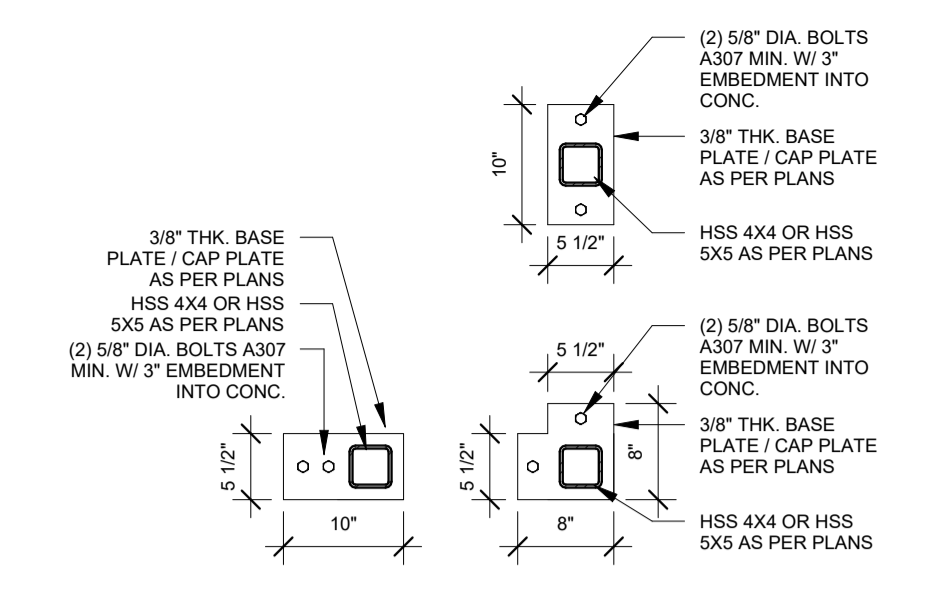 (2) 5/8" DIA. BOLTS
A307 MIN. W/ 3"
EMBEDMENT INTO
CONC.
3/8" THK. BASE
PLATE / CAP PLATE
AS PER PLANS
HSS 4X4 OR HSS
5X5 AS PER PLANS
10"
5 1/2"
3/8" THK. BASE
PLATE / CAP PLATE
AS PER PLANS
HSS 4X4 OR HSS
5X5 AS PER PLANS
(2) 5/8" DIA. BOLTS A307
MIN. W/ 3" EMBEDMENT
INTO CONC.
5 1/2"
10"
(2) 5/8" DIA. BOLTS
A307 MIN. W/ 3"
EMBEDMENT INTO
CONC.
3/8" THK. BASE
PLATE / CAP PLATE
AS PER PLANS
HSS 4X4 OR HSS
5X5 AS PER PLANS
5 1/2"
8"
5 1/2"
8"